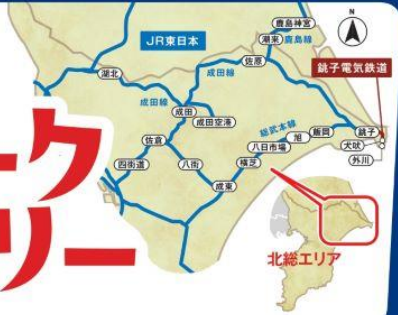 N
鹿島神宮
JR東日本
潮来
鹿島線
佐原
湖北
成田線
銚子電気鉄道
成田線
成田
成田空港
総武本線
佐倉
八日市場
旭
飯岡
銚子
犬吠
外川
四街道
八街
横芝
成東
ーク
リー
北総エリア